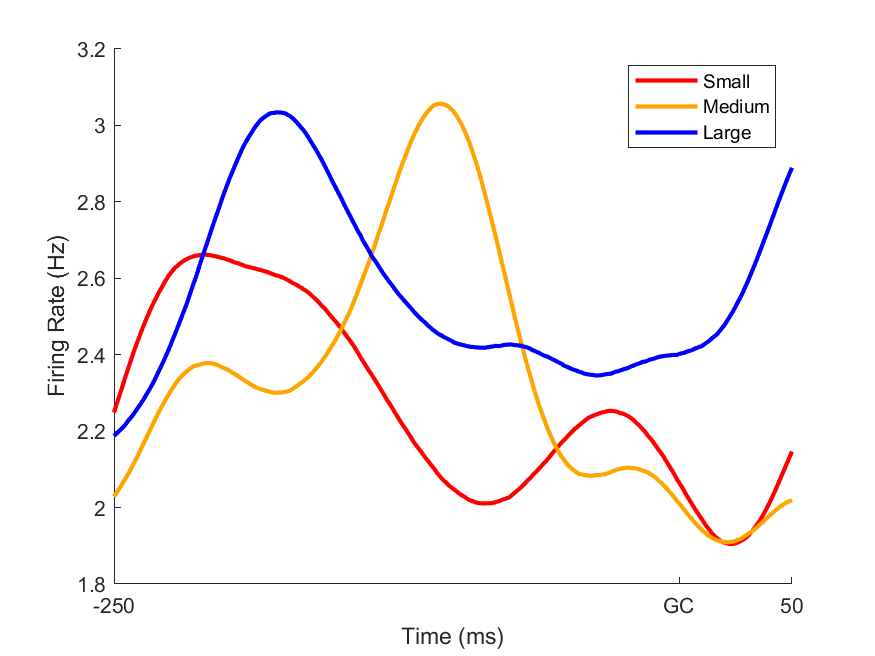 3.2
3
2.8
2.6
2.4
2.2
2
1.8
Firing Rate (Hz)
Small
Medium
Large
-250
GC
50
Time (ms)